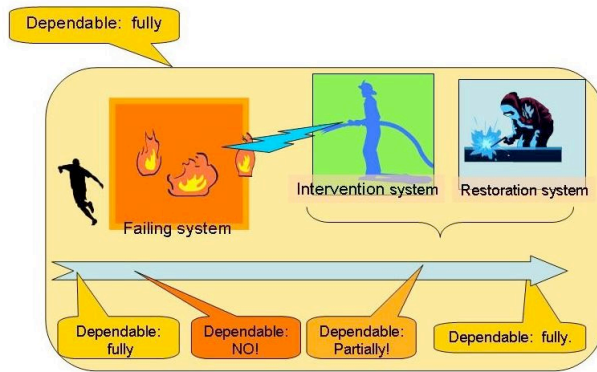 Dependable: fully
Intervention system
Restoration system
Failing system
Dependable:
fully
Dependable:
NO!
Dependable:
Partially!
Dependable: fully.